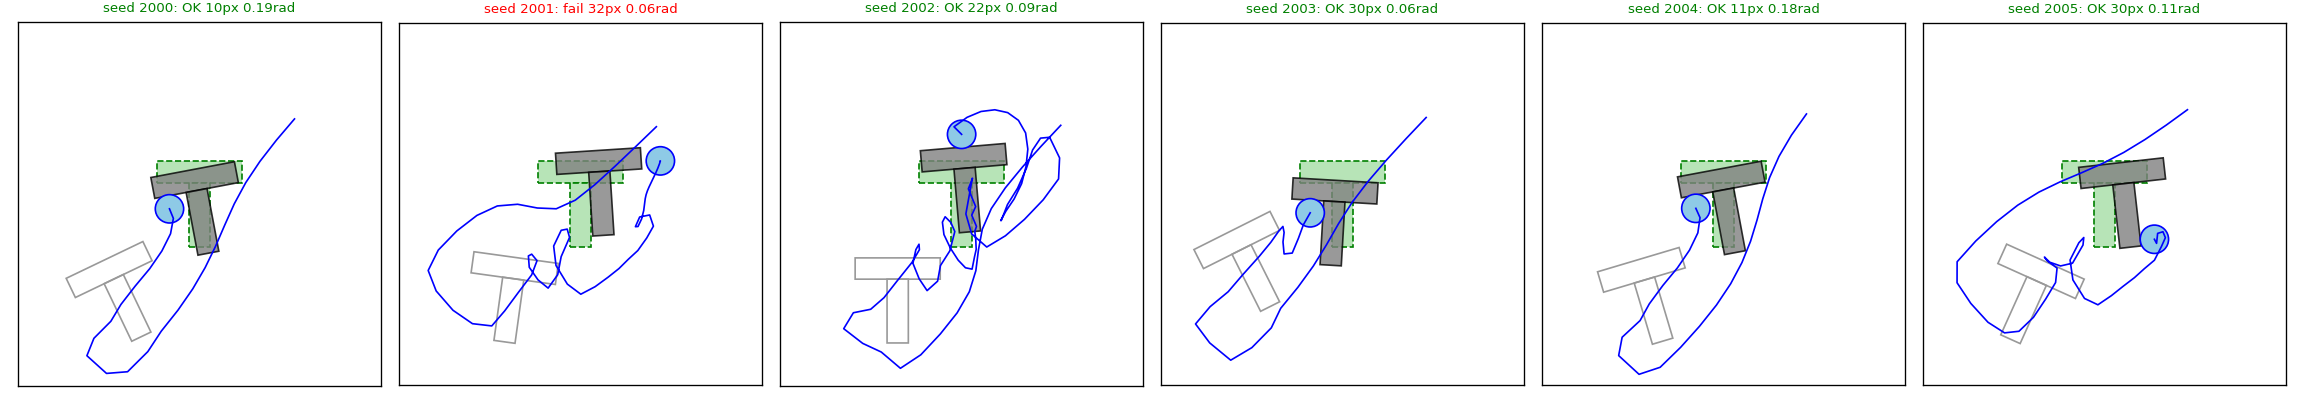 seed 2000: OK 10px 0.19rad
seed 2001: fail 32px 0.06rad
seed 2002: OK 22px 0.09rad
seed 2003: OK 30px 0.06rad
seed 2004: OK 11px 0.18rad
seed 2005: OK 30px 0.11rad